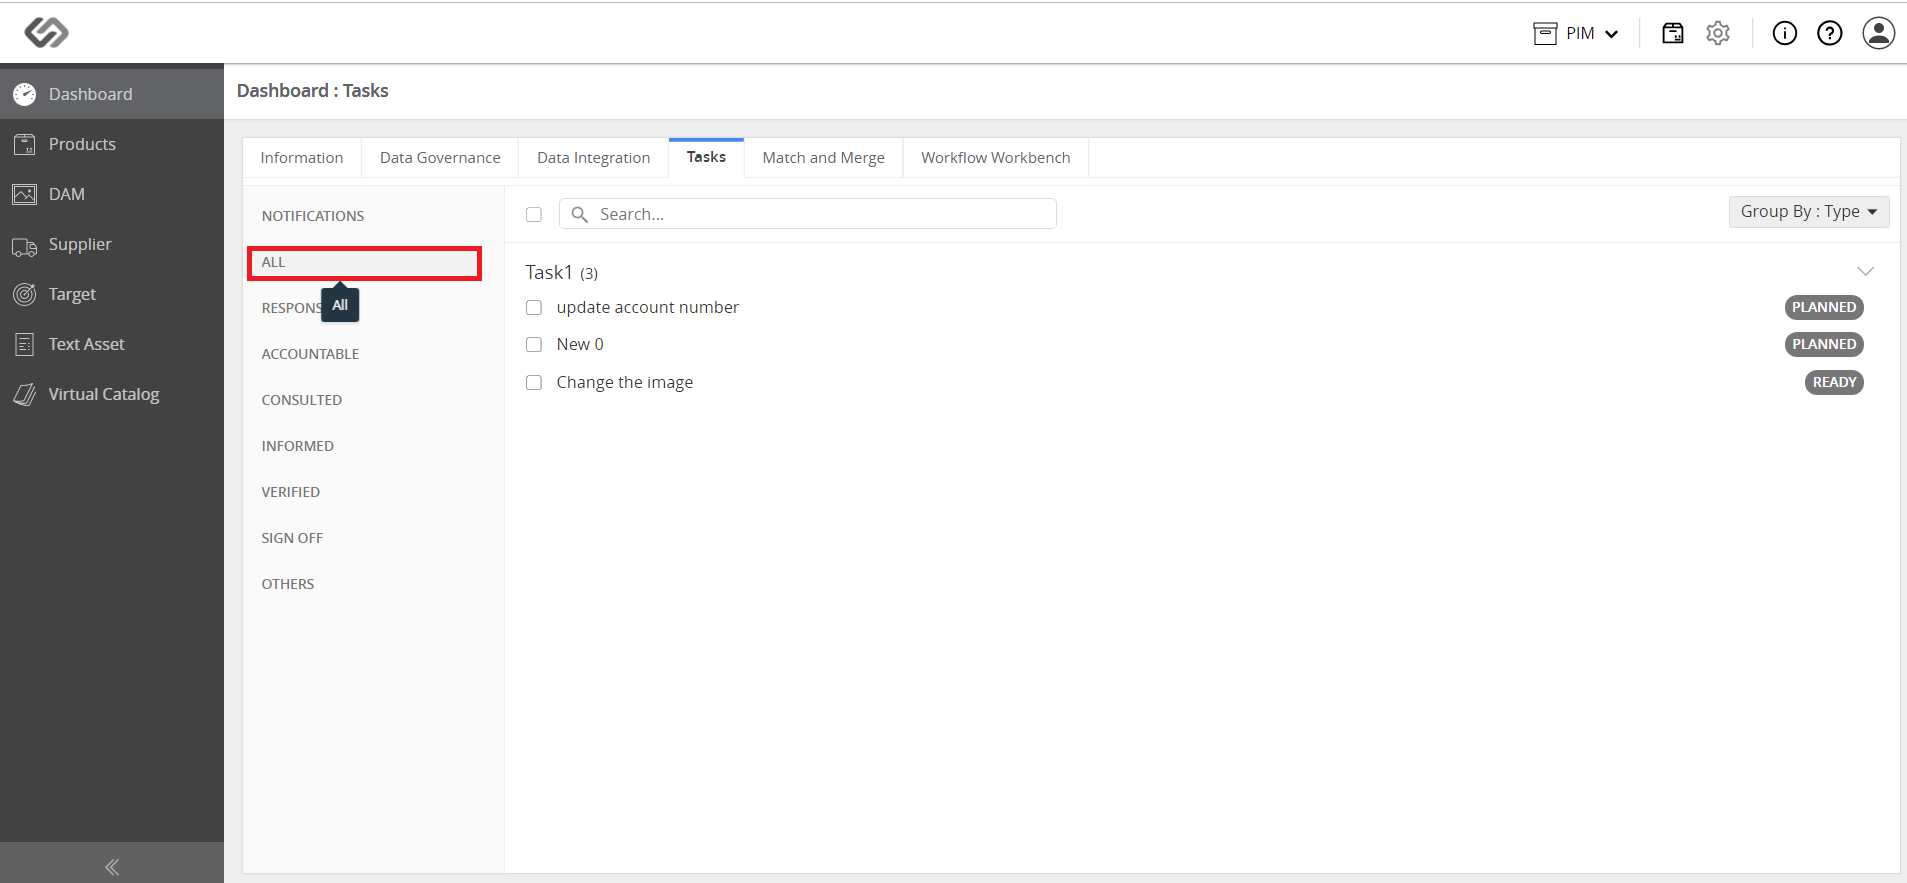 PIM
Dashboard
Products
DAM
Supplier
Target
Text Asset
Virtual Catalog
Dashboard : Tasks
Information Data Governance Data Integration Tasks Match and Merge Workflow Workbench
NOTIFICATIONS
ALL
All
RESPONS
ACCOUNTABLE
CONSULTED
INFORMED
VERIFIED
SIGN OFF
OTHERS
Search...
Group By : Type
Task1 (3)
update account number PLANNED
New 0 PLANNED
Change the image READY